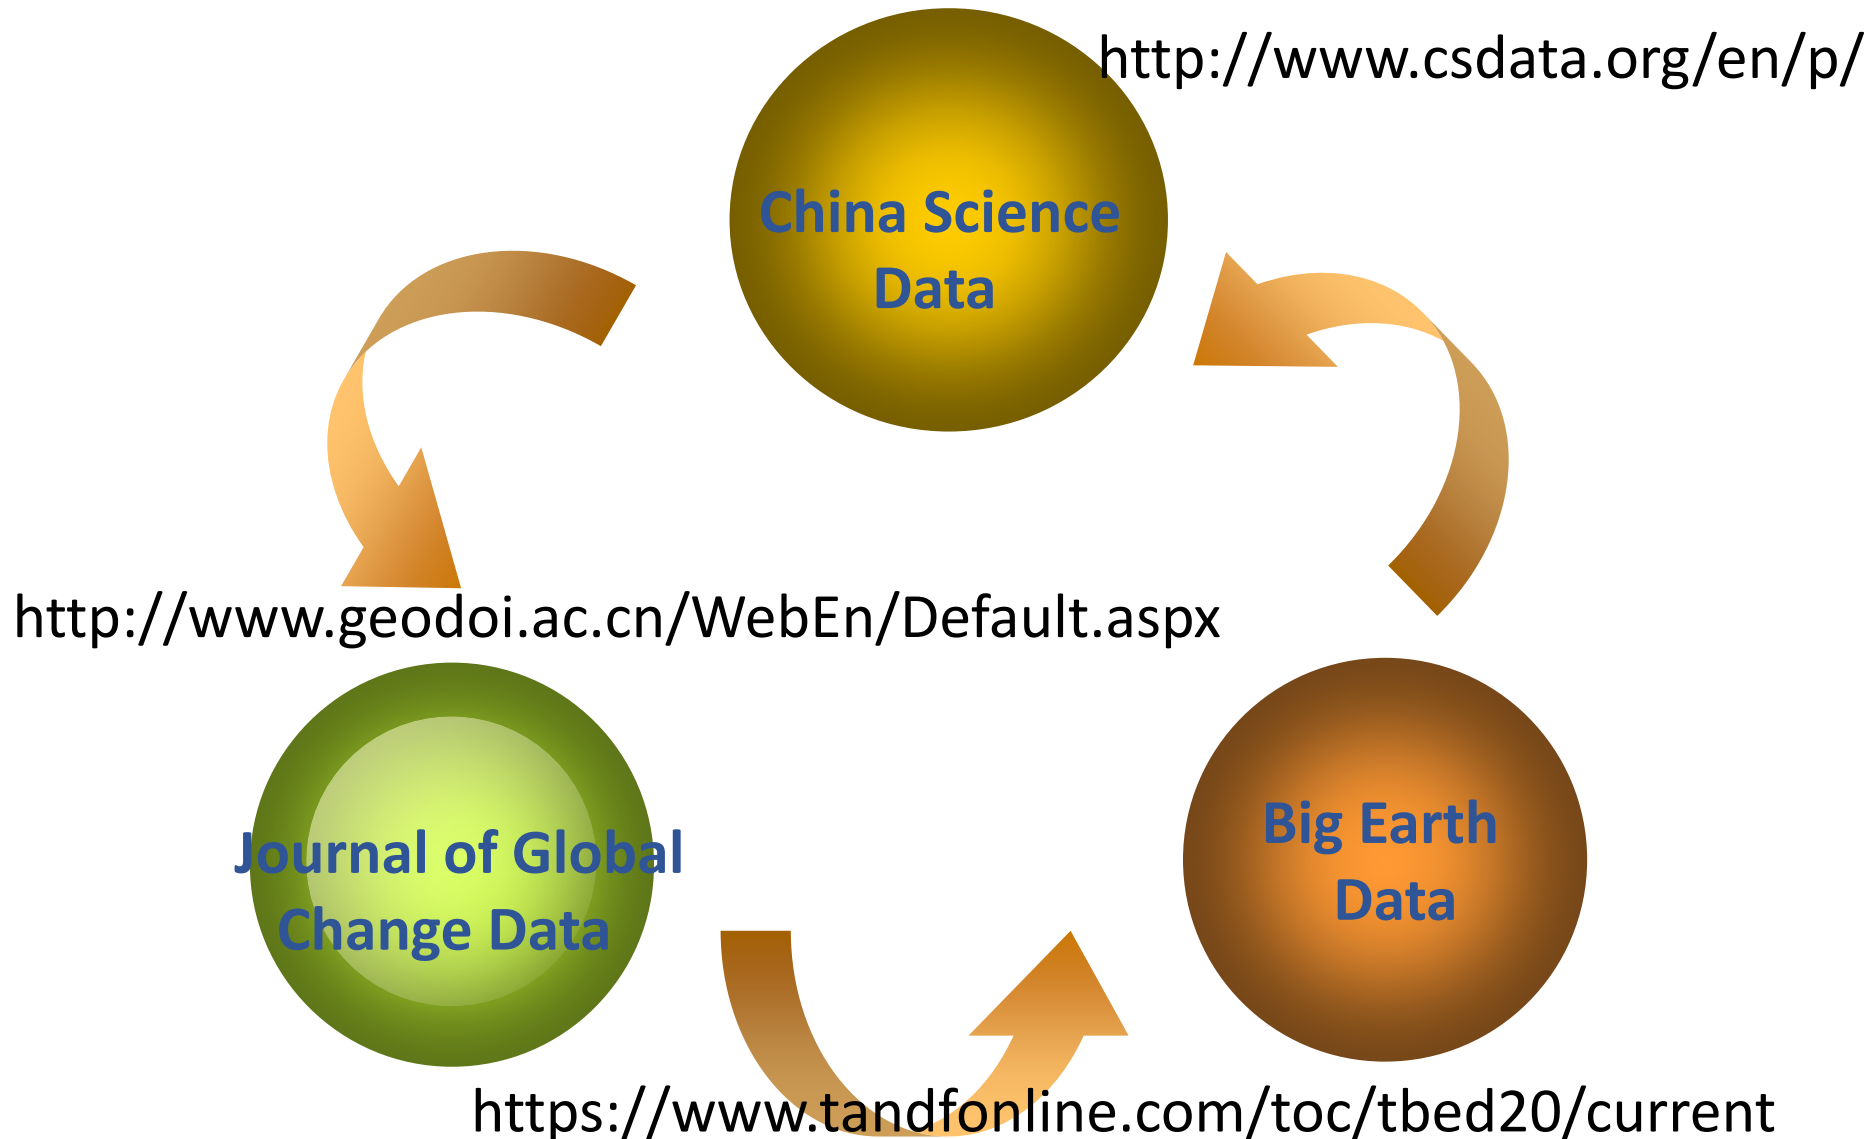 http://www.csdata.org/en/p/
China Science
Data
http://www.geodoi.ac.cn/WebEn/Default.aspx
Journal of Global
Change Data
Big Earth
Data
https://www.tandfonline.com/toc/tbed20/current